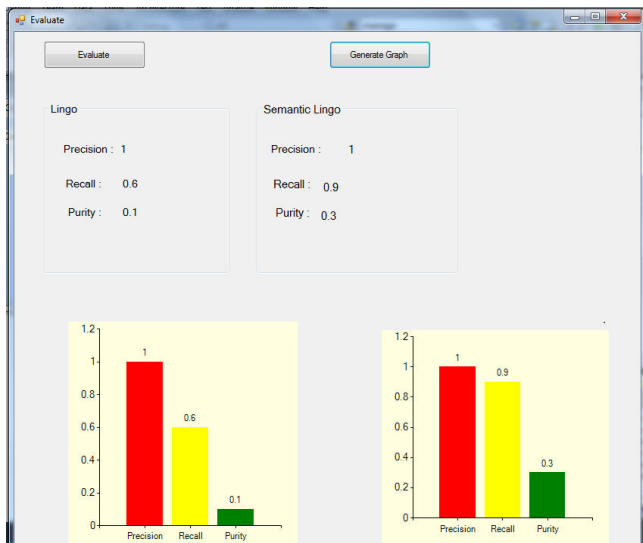 Evaluate
Evaluate
Generate Graph
Lingo
Precision : 1
Recall : 0.6
Purity : 0.1
Semantic Lingo
Precision : 1
Recall : 0.9
Purity : 0.3
1.2
1
0.8
0.6
0.4
0.2
0
1
0.6
0.1
Precision Recall Purity
1.2
1
0.8
0.6
0.4
0.2
0
1
0.9
0.3
Precision Recall Purity